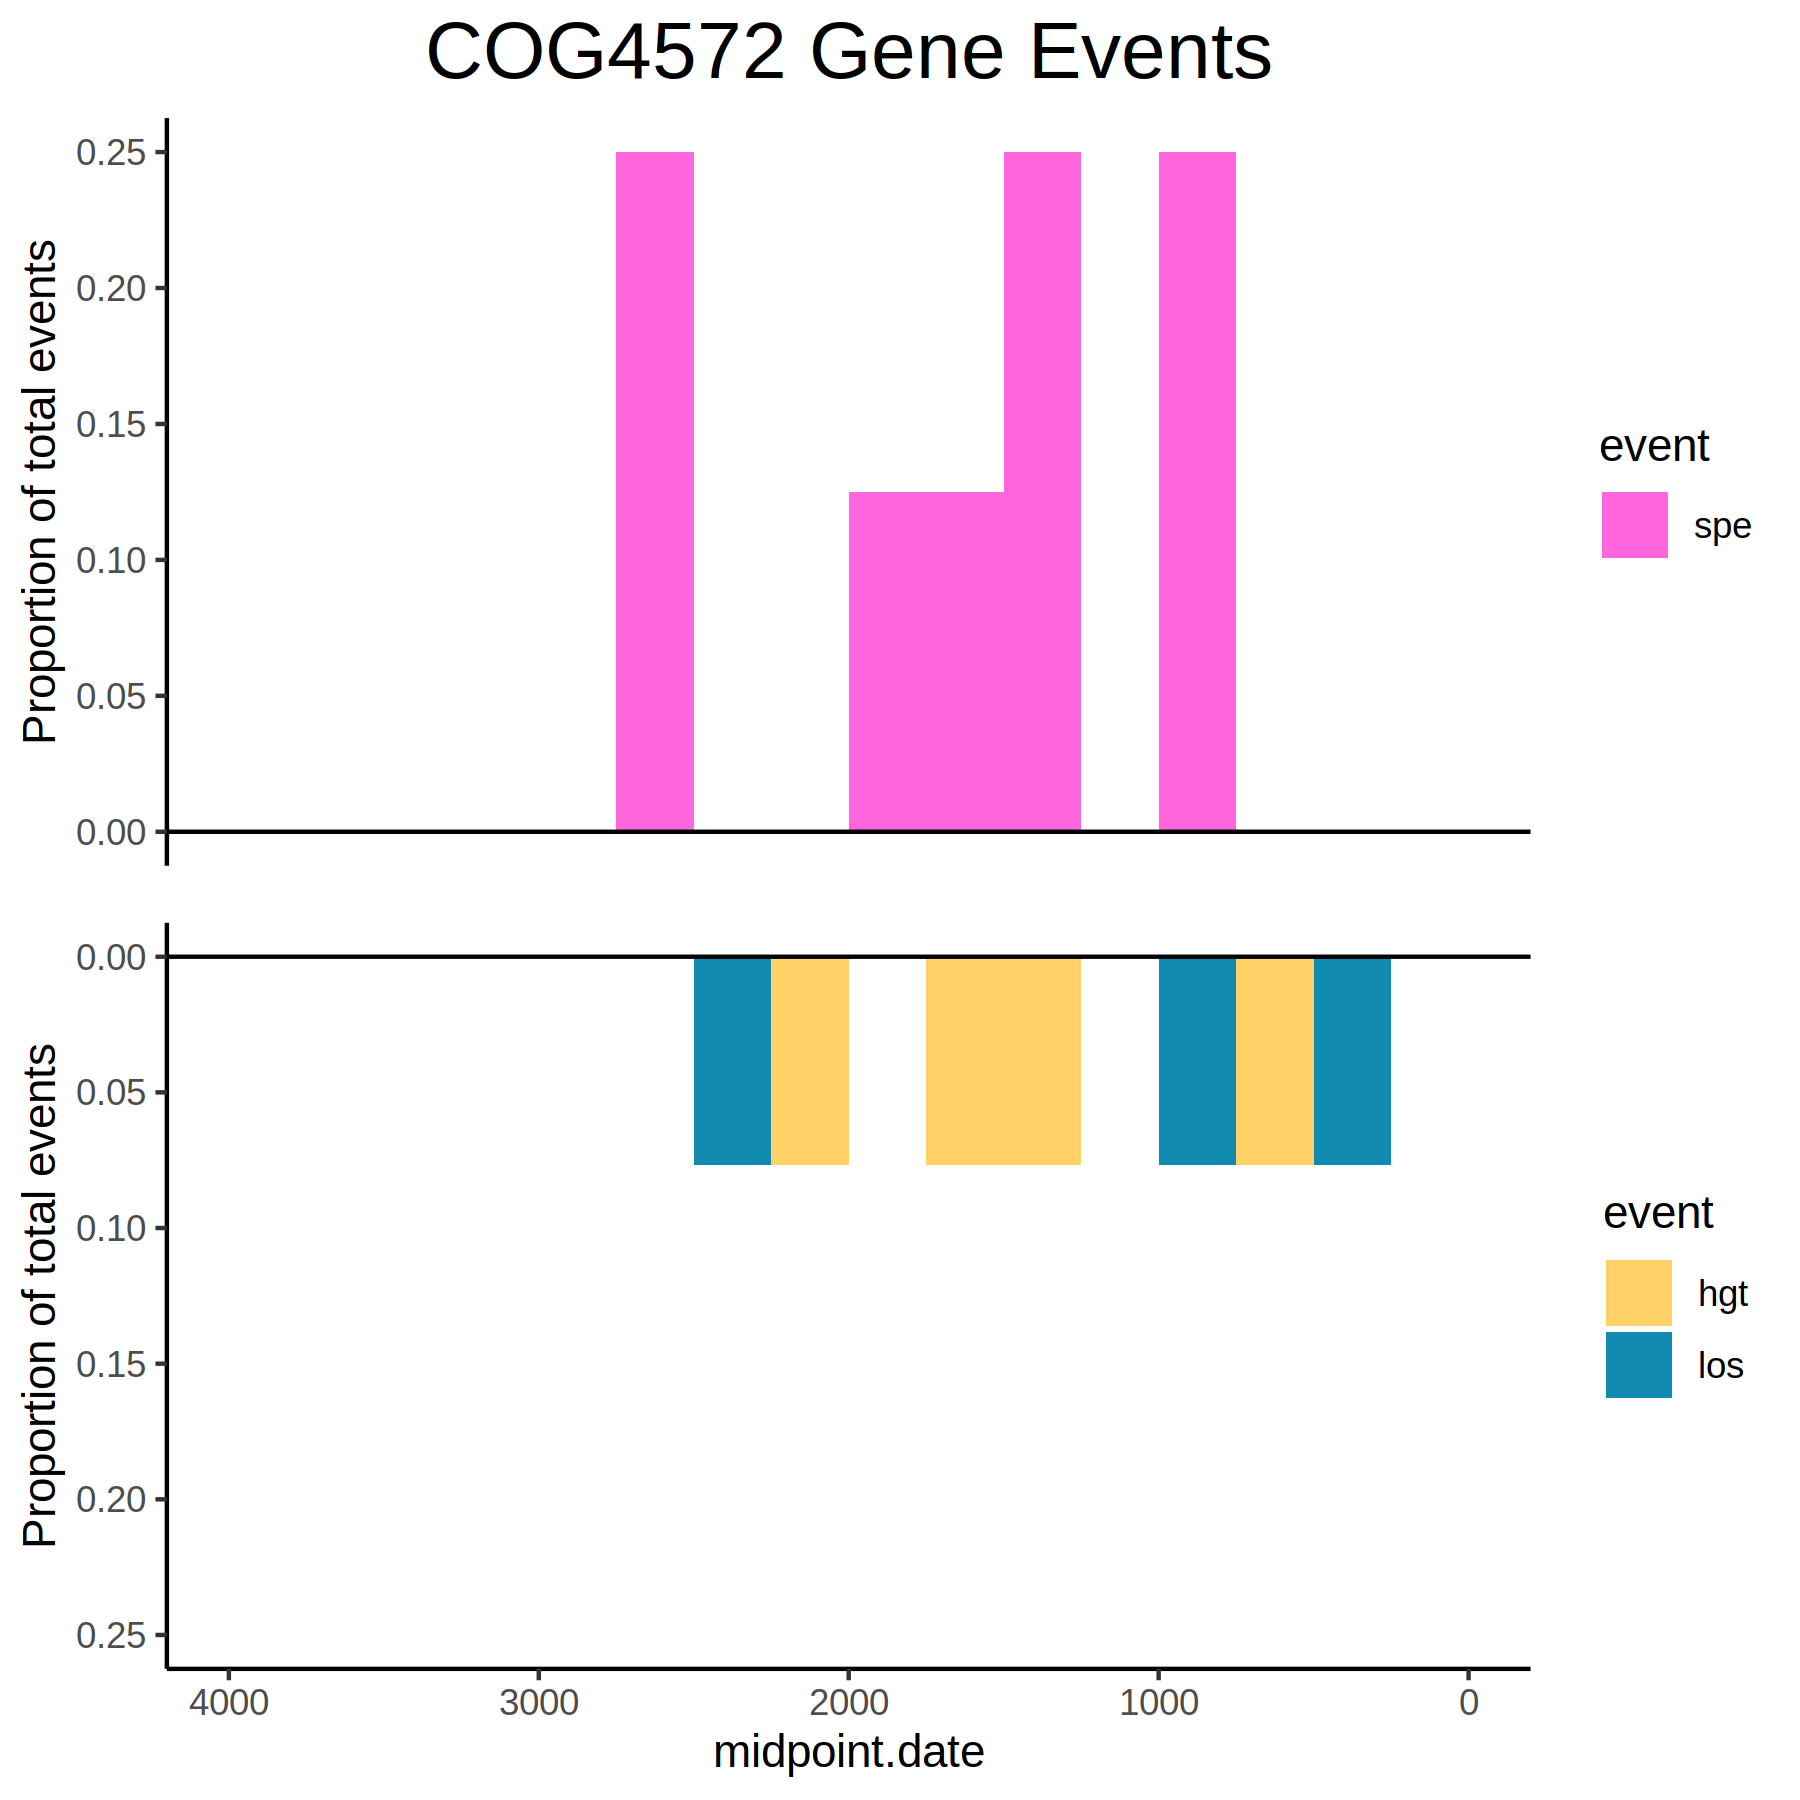 COG4572 Gene Events
Proportion of total events
0.25
0.20
0.15
0.10
0.05
0.00
event
spe
Proportion of total events
0.00
0.05
0.10
0.15
0.20
0.25
event
hgt
los
4000 3000 2000 1000 0
midpoint.date